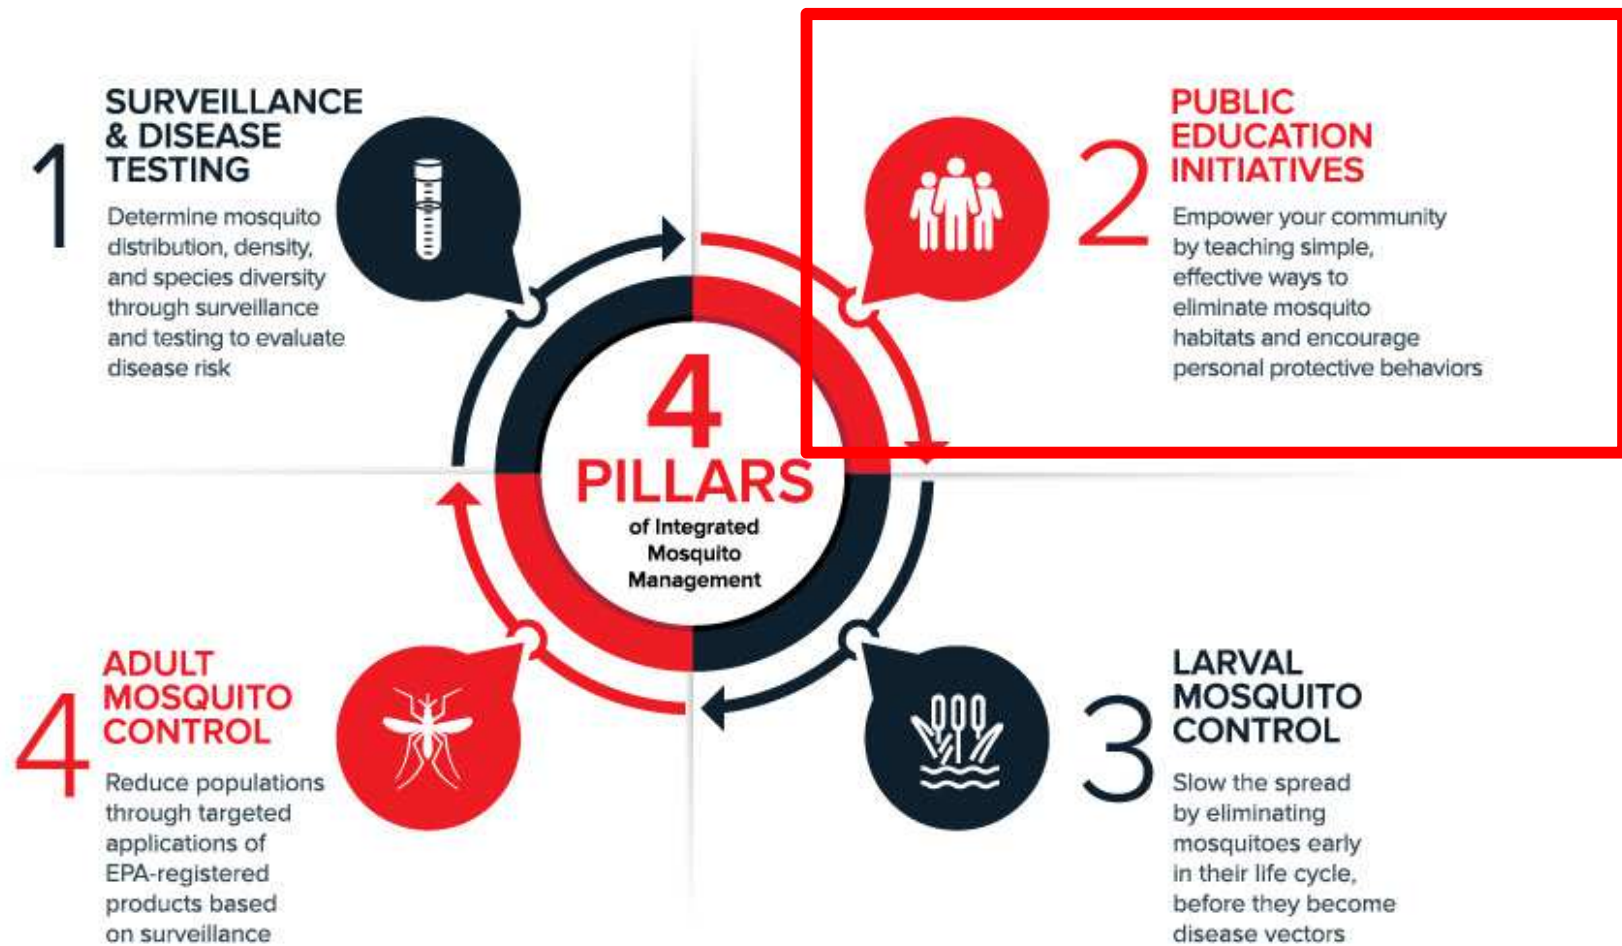 1
SURVEILLANCE
& DISEASE
TESTING
Determine mosquito
distribution, density,
and species diversity
through surveillance
and testing to evaluate
disease risk
2
PUBLIC
EDUCATION
INITIATIVES
Empower your community
by teaching simple,
effective ways to
eliminate mosquito
habitats and encourage
personal protective behaviors
4
PILLARS
of Integrated
Mosquito
Management
4
ADULT
MOSQUITO
CONTROL
Reduce populations
through targeted
applications of
EPA-registered
products based
on surveillance
3
LARVAL
MOSQUITO
CONTROL
Slow the spread
by eliminating
mosquitoes early
in their life cycle,
before they become
disease vectors